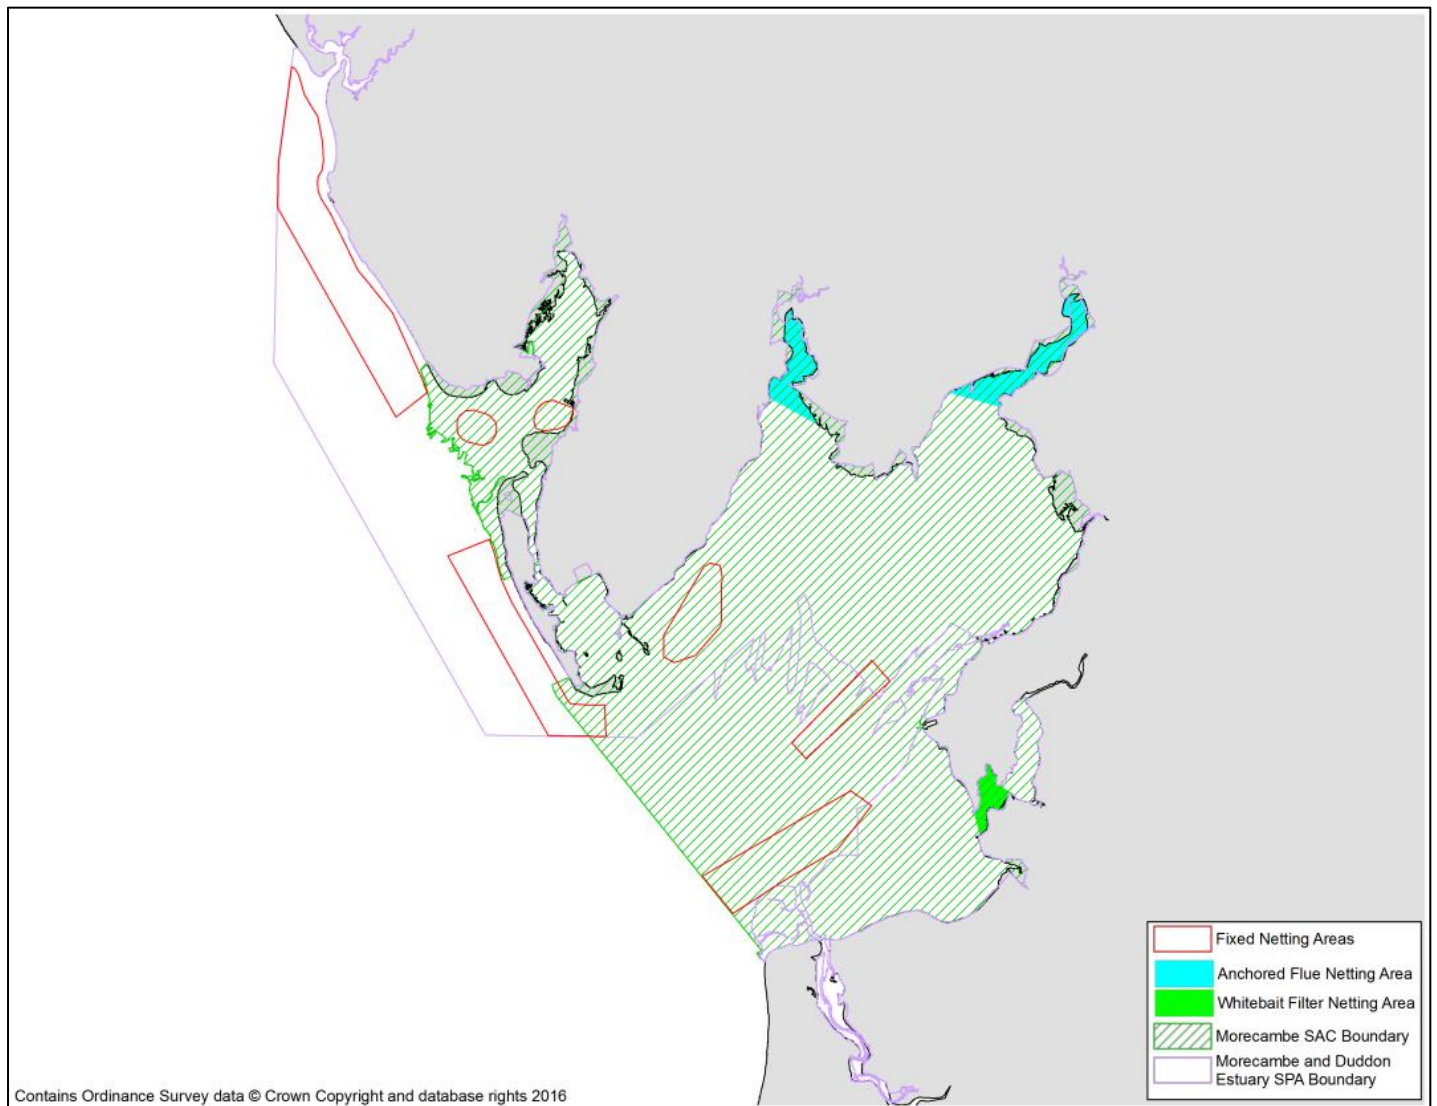 Fixed Netting Areas
Anchored Flue Netting Area
Whitebait Filter Netting Area
Morecambe SAC Boundary
Morecambe and Duddon
Estuary SPA Boundary
Contains Ordinance Survey data © Crown Copyright and database rights 2016